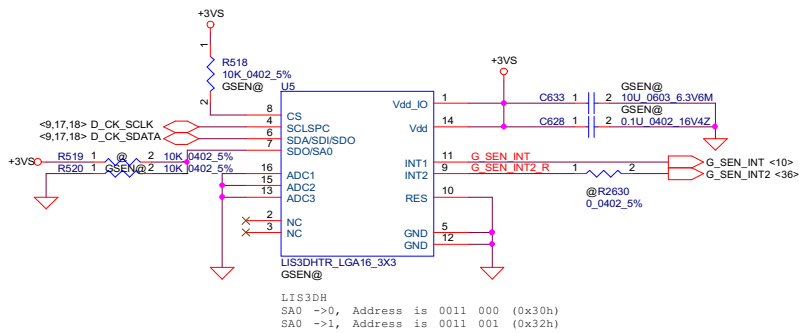 +3VS
1
R518
10K_0402_5%
GSEN@
2
U5
+3VS
8 CS
4 SCLSPC
6 SDA/SDI/SDO
7 SDO/SA0
<9,17,18> D_CK_SCLK
<9,17,18> D_CK_SDATA
+3VS
R519 1 @ 2 10K_0402_5%
R520 1 GSEN@ 2 10K_0402_5%
16 ADC1
15 ADC2
13 ADC3
2 NC
3 NC
Vdd_IO 1
Vdd 14
INT1 11 G_SEN_INT
INT2 9 G_SEN_INT2_R
RES 10
GND 5
GND 12
GSEN@
C633 1 2 10U_0603_6.3V6M
GSEN@
C628 1 2 0.1U_0402_16V4Z
G_SEN_INT <10>
G_SEN_INT2 <36>
1 2
@R2630
0_0402_5%
LIS3DHTR_LGA16_3X3
GSEN@
LIS3DH
SA0 ->0, Address is 0011 000 (0x30h)
SA0 ->1, Address is 0011 001 (0x32h)